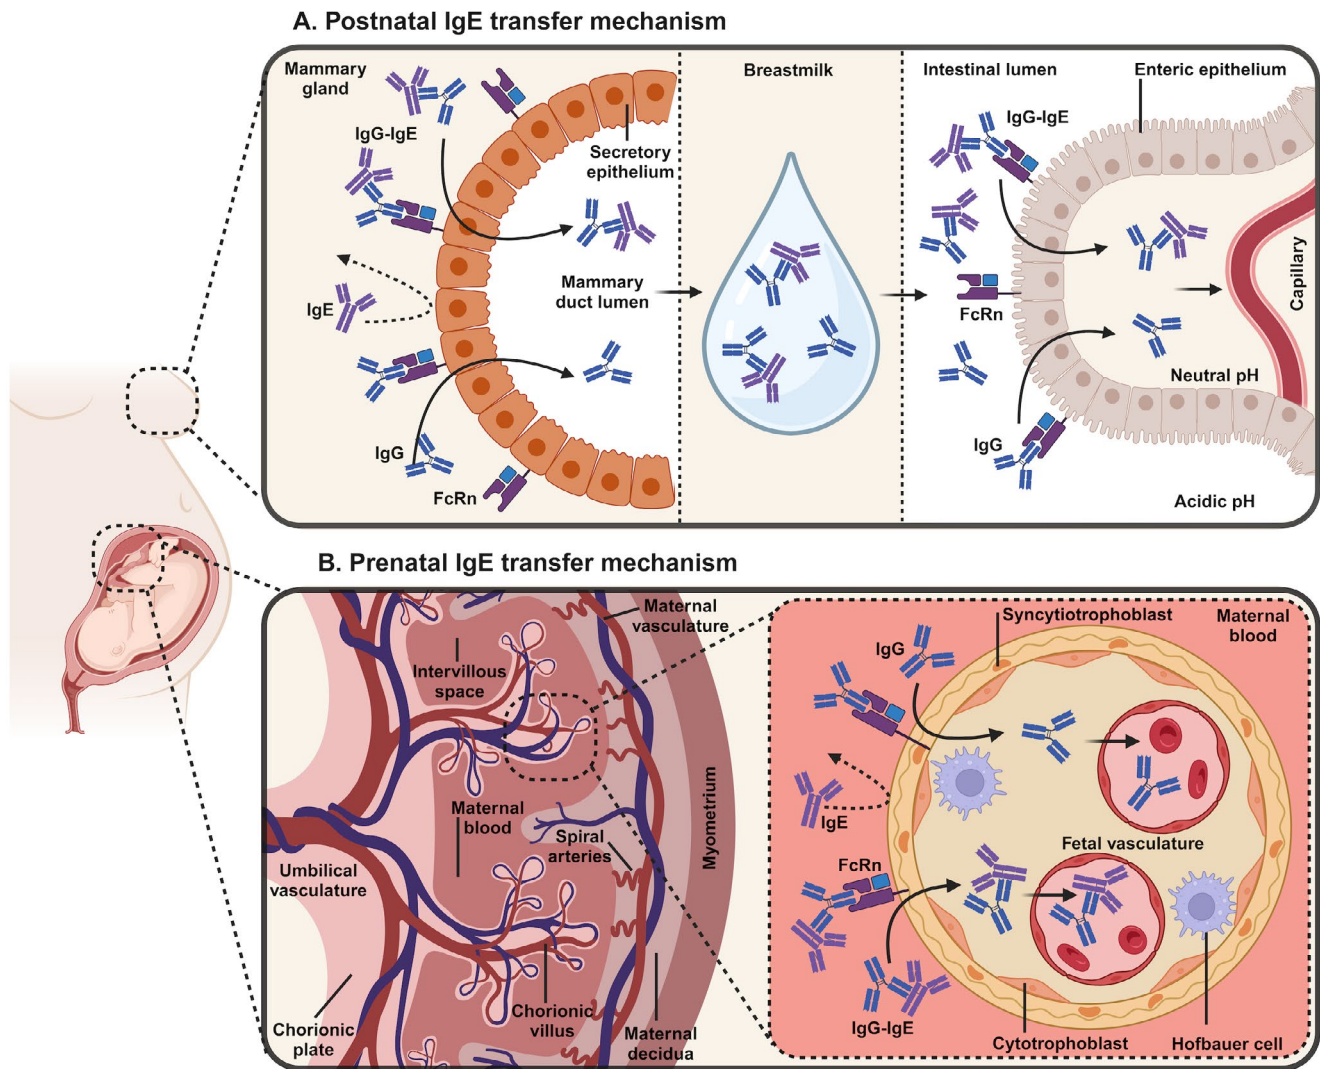 A. Postnatal IgE transfer mechanism
Mammary
gland
IgG-IgE
Secretory
epithelium
IgE
Mammary
duct lumen
IgG
FcRn
Breastmilk
Intestinal lumen
Enteric epithelium
IgG-IgE
FcRn
Capillary
Neutral pH
IgG
Acidic pH
B. Prenatal IgE transfer mechanism
Maternal
vasculature
Intervillous
space
Maternal
blood
Spiral
arteries
Myometrium
Umbilical
vasculature
Chorionic
plate
Chorionic
villus
Maternal
decidua
Syncytiotrophoblast
Maternal
blood
IgG
IgE
FcRn
Fetal vasculature
IgG-IgE
Cytotrophoblast
Hofbauer cell